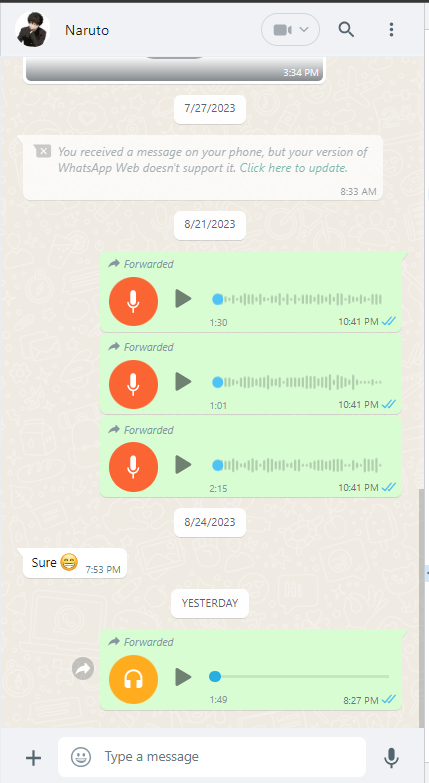 Naruto
3:34 PM
7/27/2023
You received a message on your phone, but your version of
WhatsApp Web doesn't support it. Click here to update.
8:33 AM
8/21/2023
Forwarded
1:30 10:41 PM
Forwarded
1:01 10:41 PM
Forwarded
2:15 10:41 PM
8/24/2023
Sure 😁 7:53 PM
YESTERDAY
Forwarded
1:49 8:27 PM
Type a message